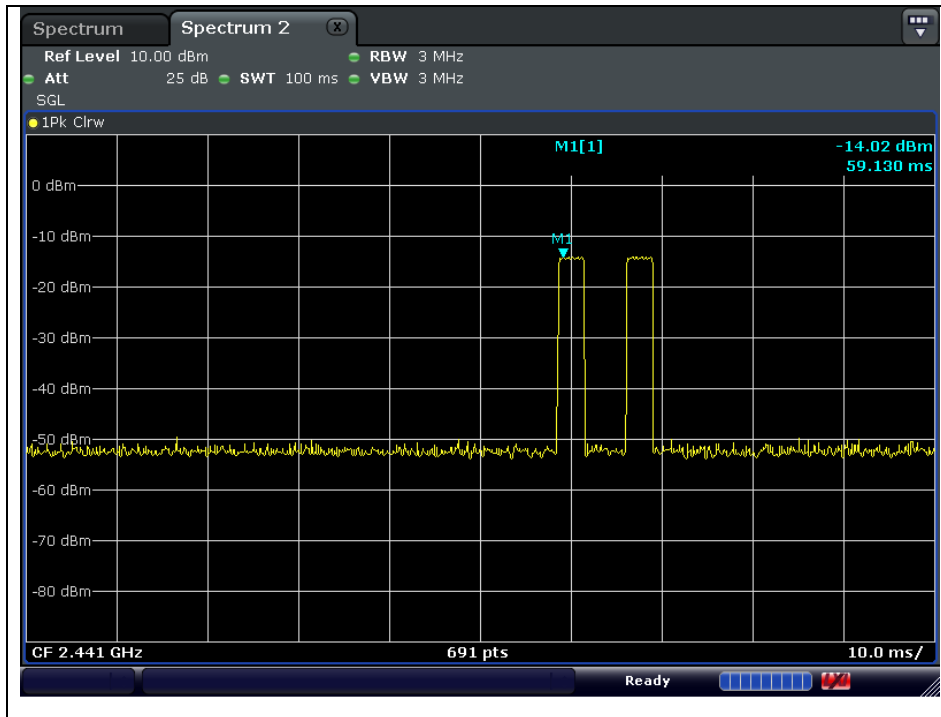 Spectrum Spectrum 2 X
Ref Level 10.00 dBm RBW 3 MHz
Att 25 dB SWT 100 ms VBW 3 MHz
SGL
1Pk Clrw
M1[1] -14.02 dBm
59.130 ms
0 dBm
-10 dBm
M1
-20 dBm
-30 dBm
-40 dBm
-50 dBm
-60 dBm
-70 dBm
-80 dBm
CF 2.441 GHz 691 pts 10.0 ms/
Ready